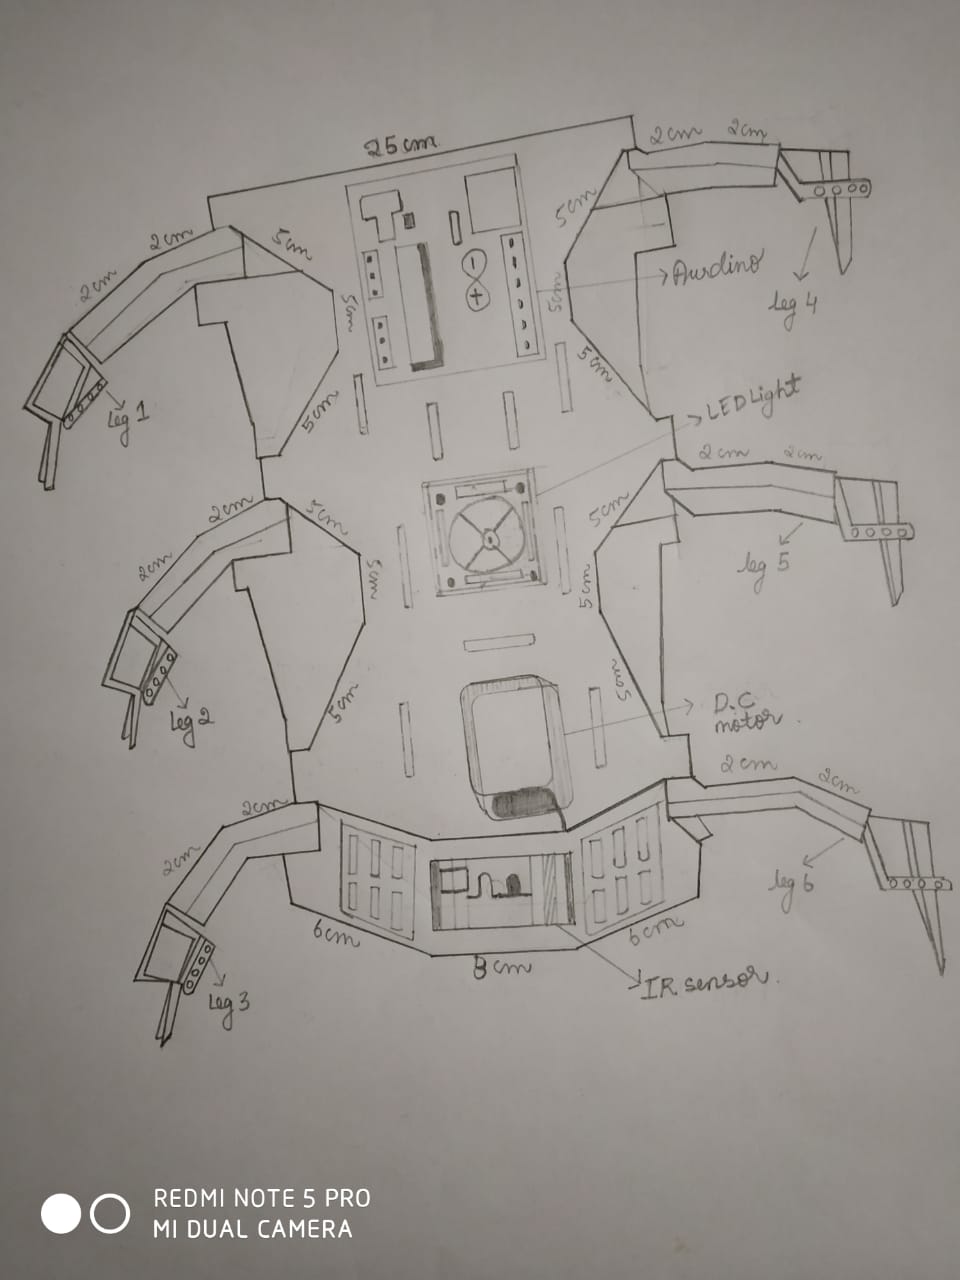 25cm
2cm 2cm
2cm
5cm
5cm
2cm
5cm
5cm
5cm
Aurdino
leg 4
5cm
5cm
leg 1
LED Light
2cm 2cm
2cm
5cm
5cm
2cm
5cm
5cm
leg 5
5cm
5cm
leg 2
D.C
motor.
2cm
2cm
2cm
2cm
leg 6
6cm
6cm
8cm
leg 3
IR sensor.
REDMI NOTE 5 PRO
MI DUAL CAMERA